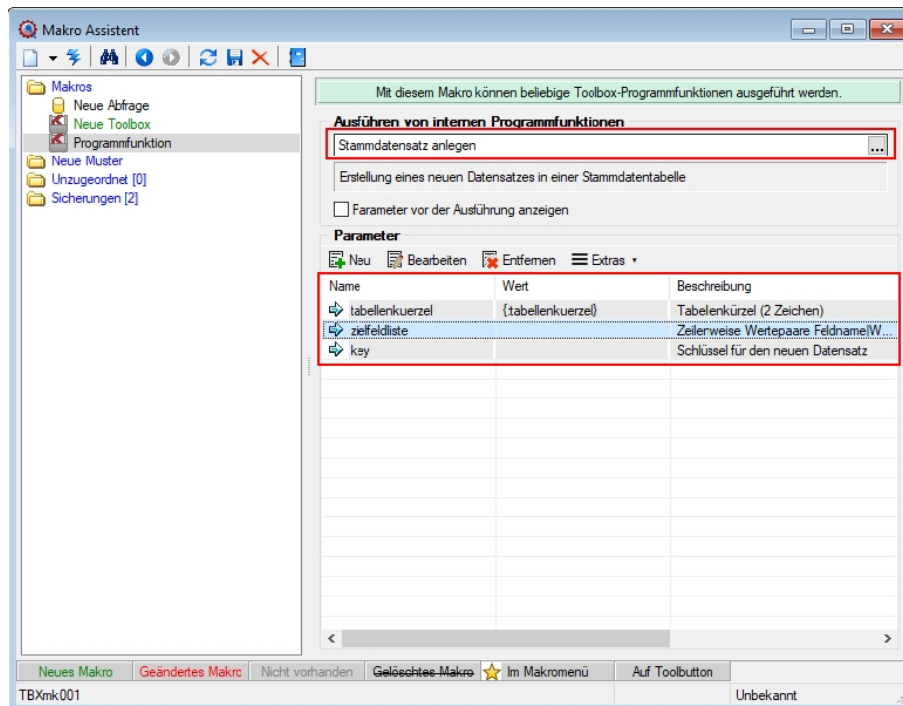 Makro Assistent
Makros
Neue Abfrage
Neue Toolbox
Programmfunktion
Neue Muster
Unzugeordnet [0]
Sicherungen [2]
Mit diesem Makro können beliebige Toolbox-Programmfunktionen ausgeführt werden.
Ausführen von internen Programmfunktionen
Stammdatensatz anlegen
...
Erstellung eines neuen Datensatzes in einer Stammdatentabelle
Parameter vor der Ausführung anzeigen
Parameter
Neu Bearbeiten Entfernen Extras
Name Wert Beschreibung
tabellenkuerzel {:tabellenkuerzel} Tabelenkürzel (2 Zeichen)
zielfeldliste Zeilerweise Wertepaare Feldname|W...
key Schlüssel für den neuen Datensatz
Neues Makro Geändertes Makro Nicht vorhanden Gelöschtes Makro Im Makromenü Auf Toolbutton
TBXmk001 Unbekannt